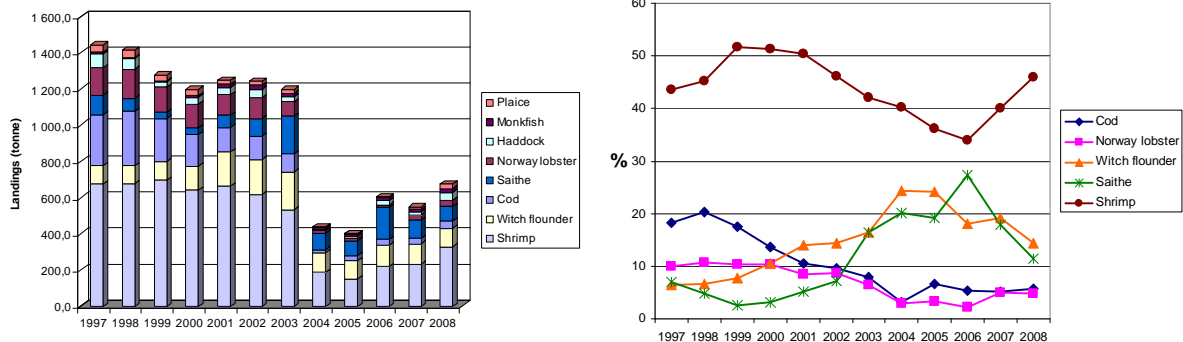 1 600,0
1 400,0
1 200,0
1 000,0
800,0
600,0
400,0
200,0
0,0
Landings (tonne)
1997 1998 1999 2000 2001 2002 2003 2004 2005 2006 2007 2008
Plaice
Monkfish
Haddock
Norway lobster
Saithe
Cod
Witch flounder
Shrimp
60
50
40
30
20
10
0
%
1997 1998 1999 2000 2001 2002 2003 2004 2005 2006 2007 2008
Cod
Norway lobster
Witch flounder
Saithe
Shrimp